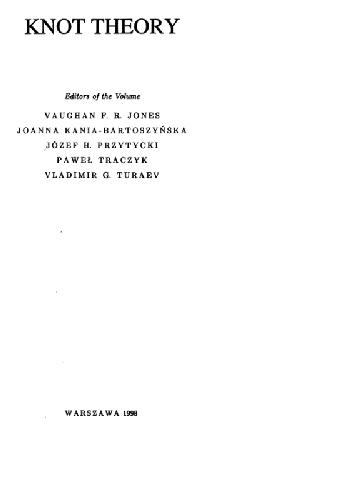 KNOT THEORY
Editors of the Volume
VAUGHAN F. R. JONES
JOANNA KANIA-BARTOSZYŃSKA
JÓZEF H. PRZYTYCKI
PAWEŁ TRACZYK
VLADIMIR G. TURAEV
WARSZAWA 1998